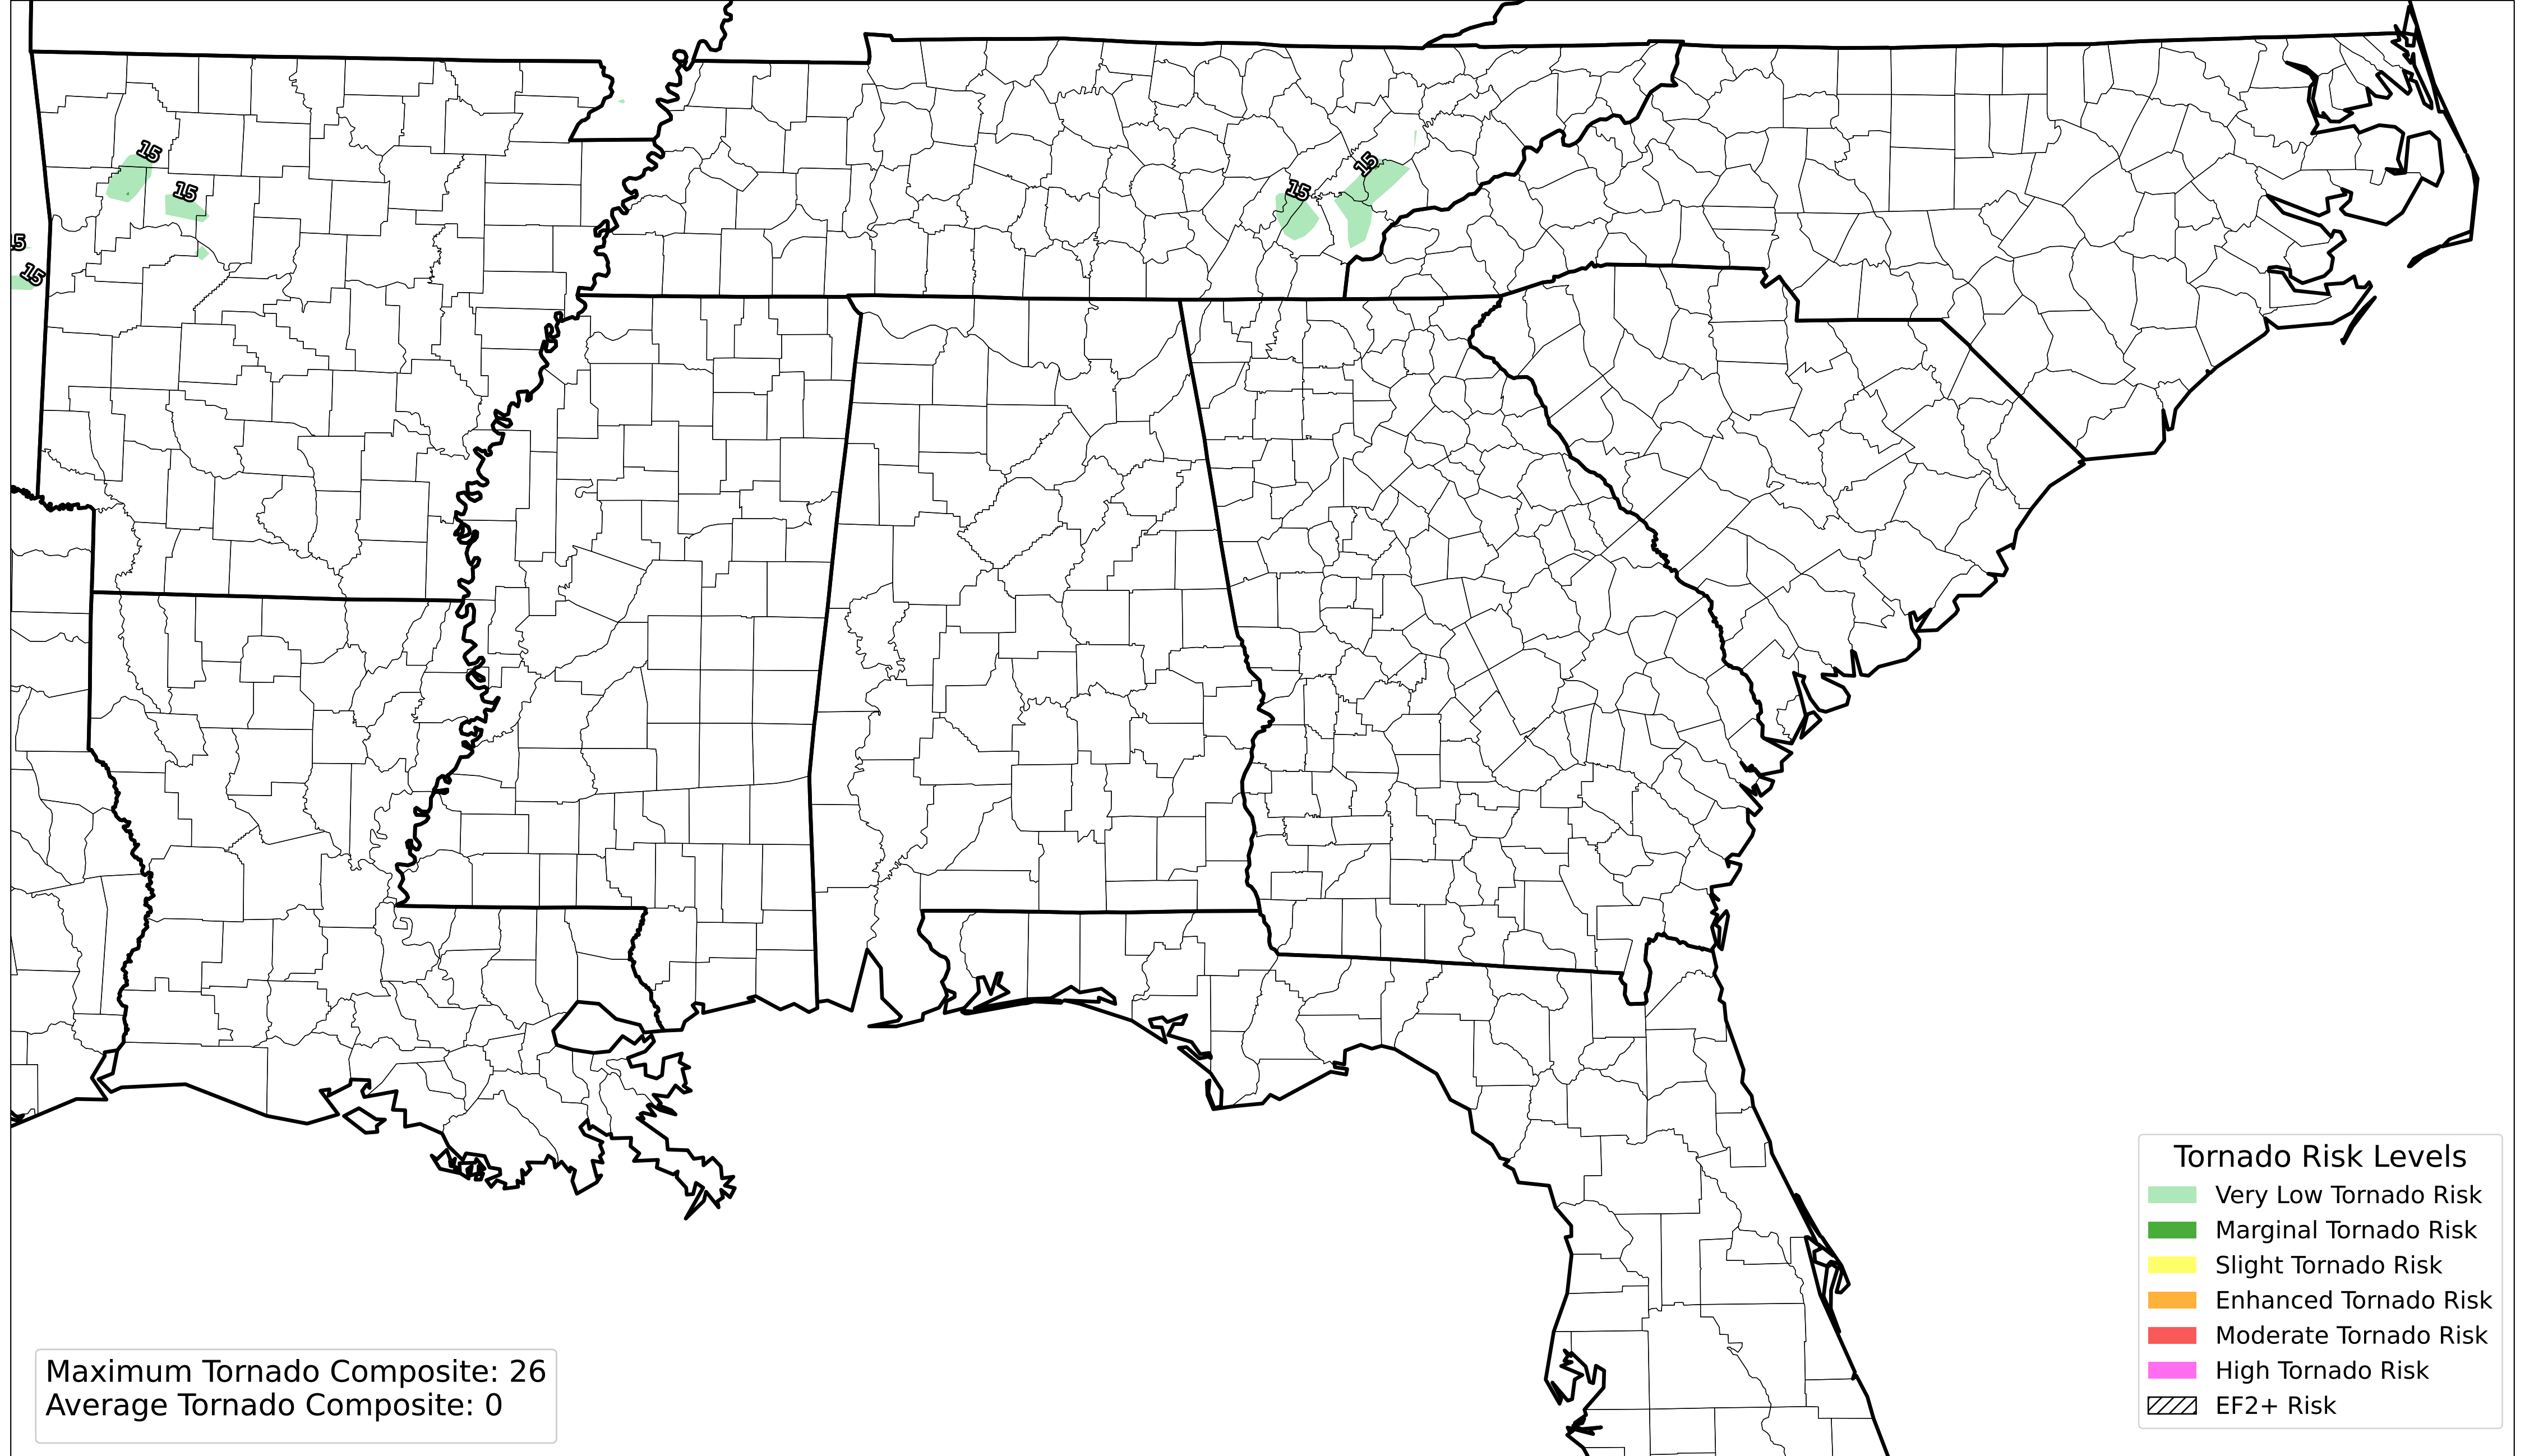 15
15
15
15
15
15
Tornado Risk Levels
Very Low Tornado Risk
Marginal Tornado Risk
Slight Tornado Risk
Enhanced Tornado Risk
Moderate Tornado Risk
High Tornado Risk
EF2+ Risk
Maximum Tornado Composite: 26
Average Tornado Composite: 0